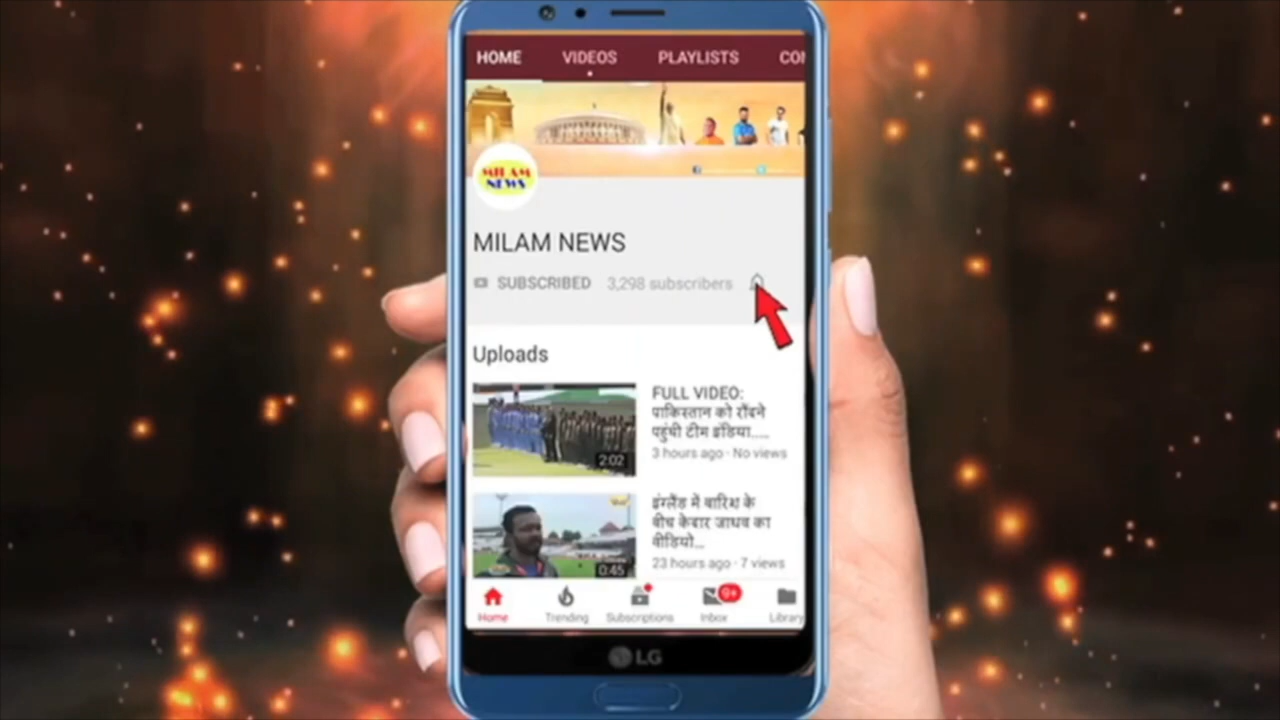 HOME VIDEOS PLAYLISTS CON
MILAM
NEWS
MILAM NEWS
SUBSCRIBED 3,298 subscribers
Uploads
FULL VIDEO:
पाकिस्तान को रौंदने
पहुंची टीम इंडिया.....
3 hours ago · No views
2:02
इंग्लैंड में बारिश के
बीच केदार जाधव का
वीडियो...
23 hours ago · 7 views
0:45
Home Trending Subscriptions Inbox 9+ Library
LG